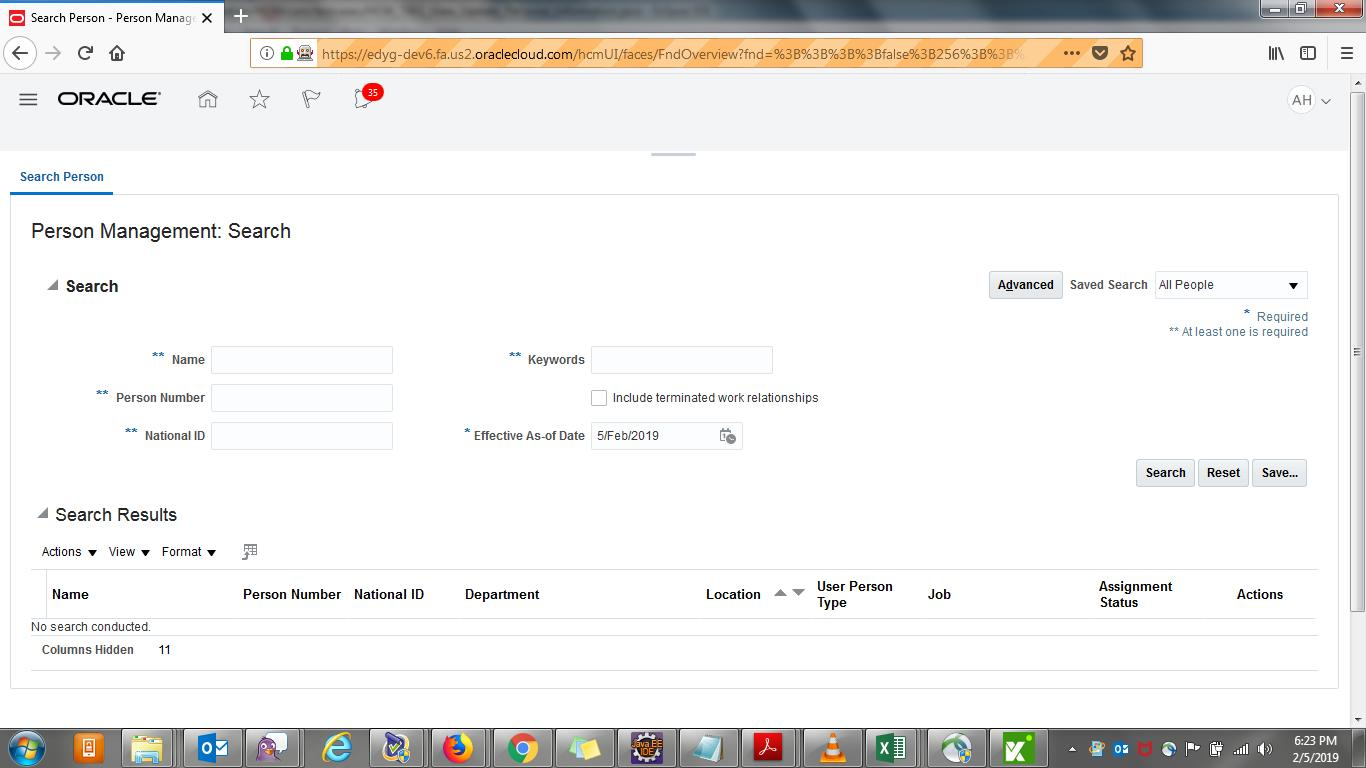 Search Person - Person Manage
https://edyg-dev6.fa.us2.oraclecloud.com/hcmUI/faces/FndOverview?fnd=%3B%3B%3B%3Bfalse%3B256%3B%3B%
ORACLE
35
AH
Search Person
Person Management: Search
Search
Advanced Saved Search All People
* Required
** At least one is required
** Name
** Keywords
** Person Number
Include terminated work relationships
** National ID
* Effective As-of Date 5/Feb/2019
Search Reset Save...
Search Results
Actions View Format
Name Person Number National ID Department Location User Person Type Job Assignment Status Actions
No search conducted.
Columns Hidden 11
Java EE IDE
6:23 PM
2/5/2019